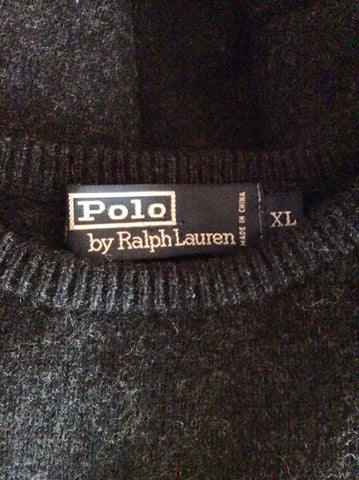 Polo
by Ralph Lauren
MADE IN CHINA
XL